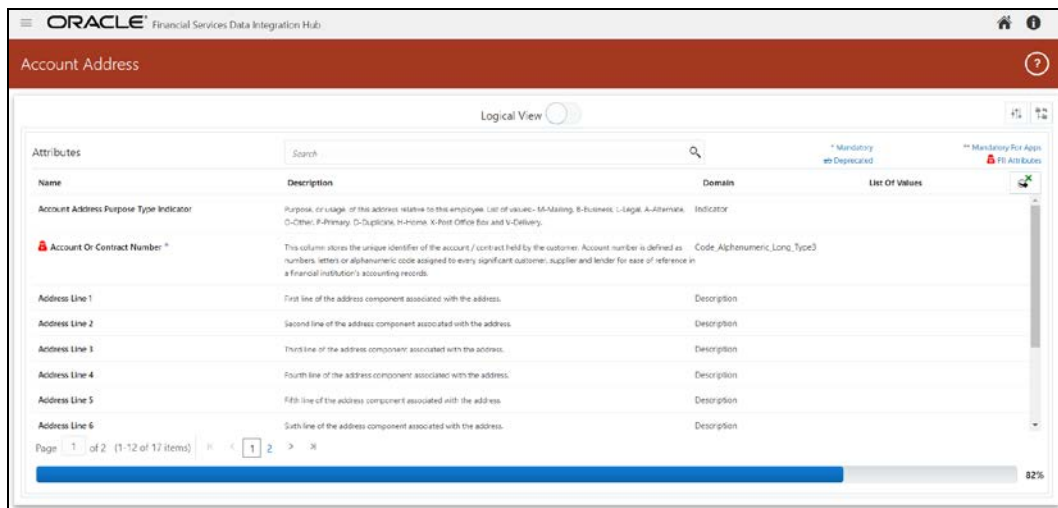 ORACLE® Financial Services Data Integration Hub
Account Address
?
Logical View
Attributes
Search
* Mandatory
** Mandatory For Apps
Deprecated
PII Attributes
Name Description Domain List Of Values
Account Address Purpose Type Indicator
Purpose, or usage, of this address relative to this employee. List of values:- M-Mailing, B-Business, L-Legal, A-Alternate,
O-Other, P-Primary, D-Duplicate, H-Home, X-Post Office Box and V-Delivery.
Indicator
Account Or Contract Number *
This column stores the unique identifier of the account / contract held by the customer. Account number is defined as
numbers, letters or alphanumeric code assigned to every significant customer, supplier and lender for ease of reference in
a financial institution's accounting records.
Code_Alphanumeric_Long_Type3
Address Line 1 First line of the address component associated with the address. Description
Address Line 2 Second line of the address component associated with the address. Description
Address Line 3 Third line of the address component associated with the address. Description
Address Line 4 Fourth line of the address component associated with the address. Description
Address Line 5 Fifth line of the address component associated with the address. Description
Address Line 6 Sixth line of the address component associated with the address. Description
Page 1 of 2 (1-12 of 17 items) 1 2
82%